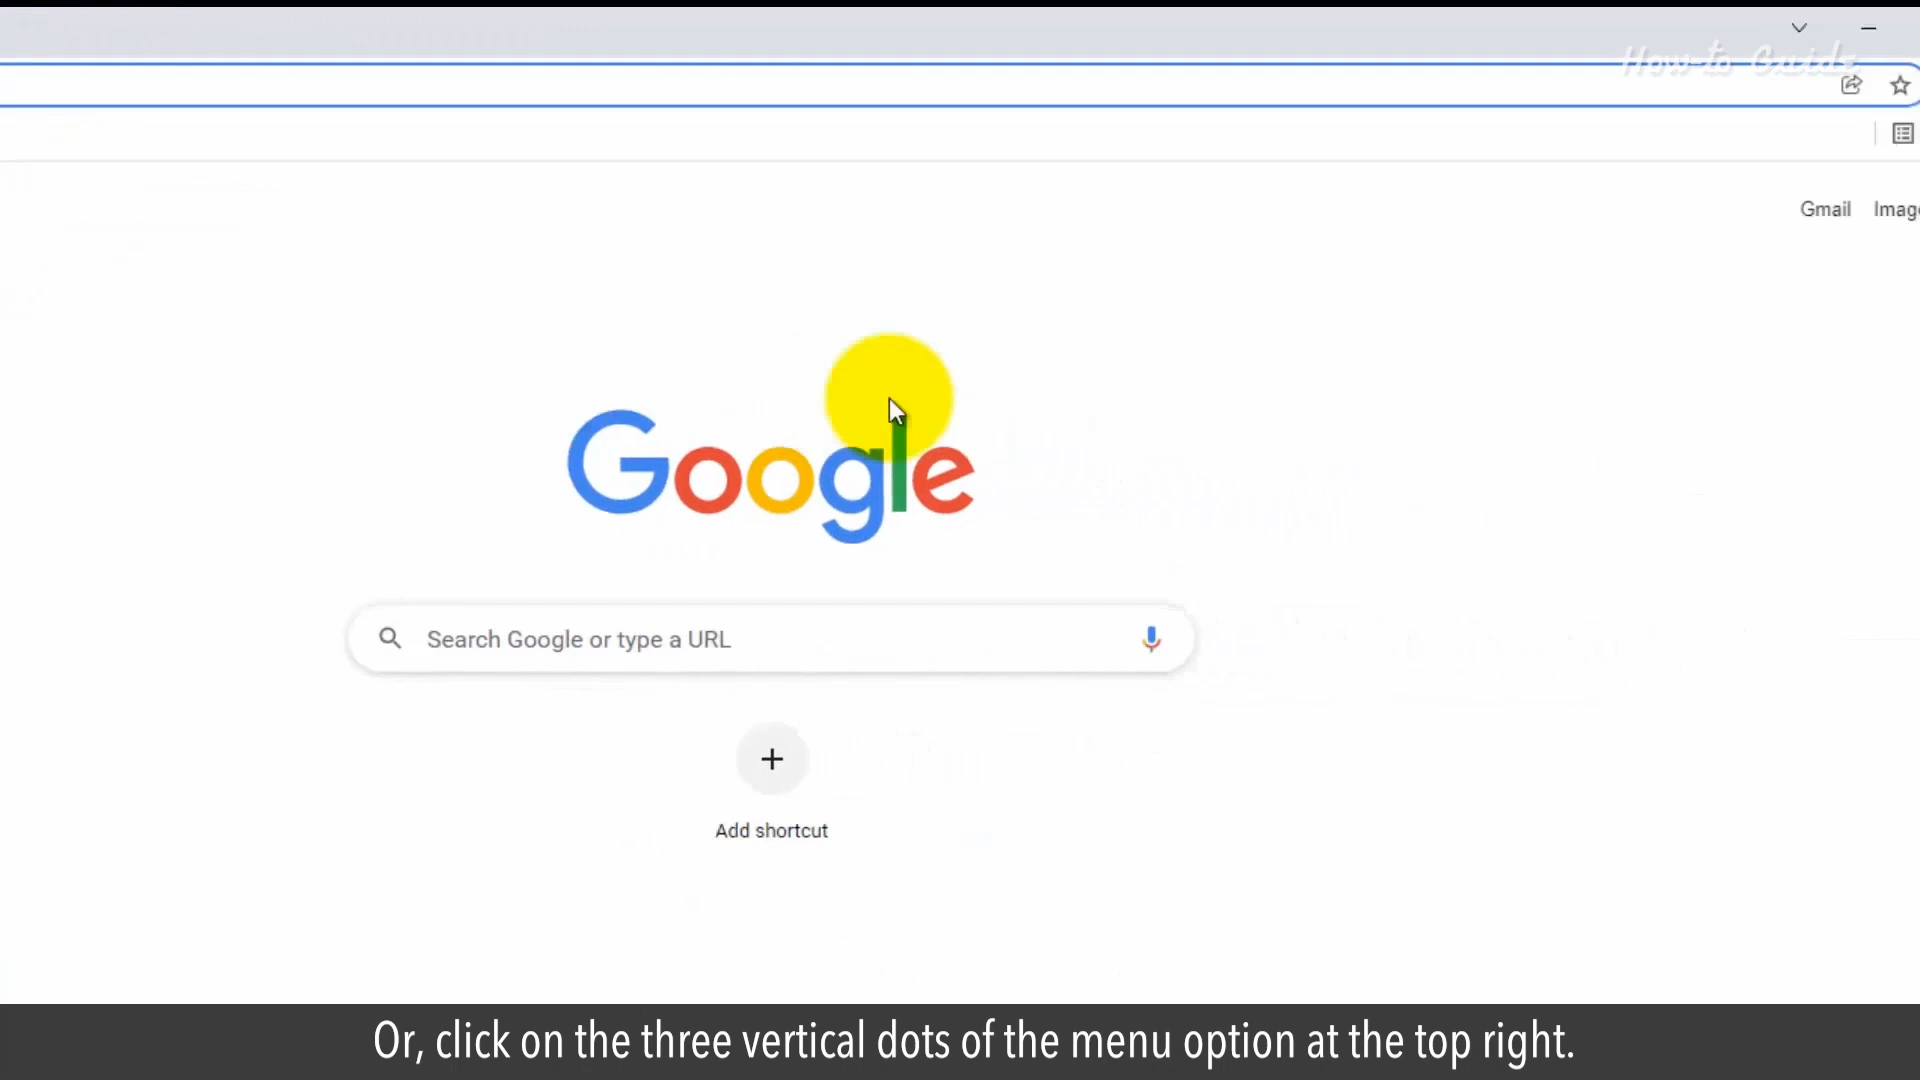 How-to Guide
Gmail Imag
Google
Search Google or type a URL
Add shortcut
Or, click on the three vertical dots of the menu option at the top right.